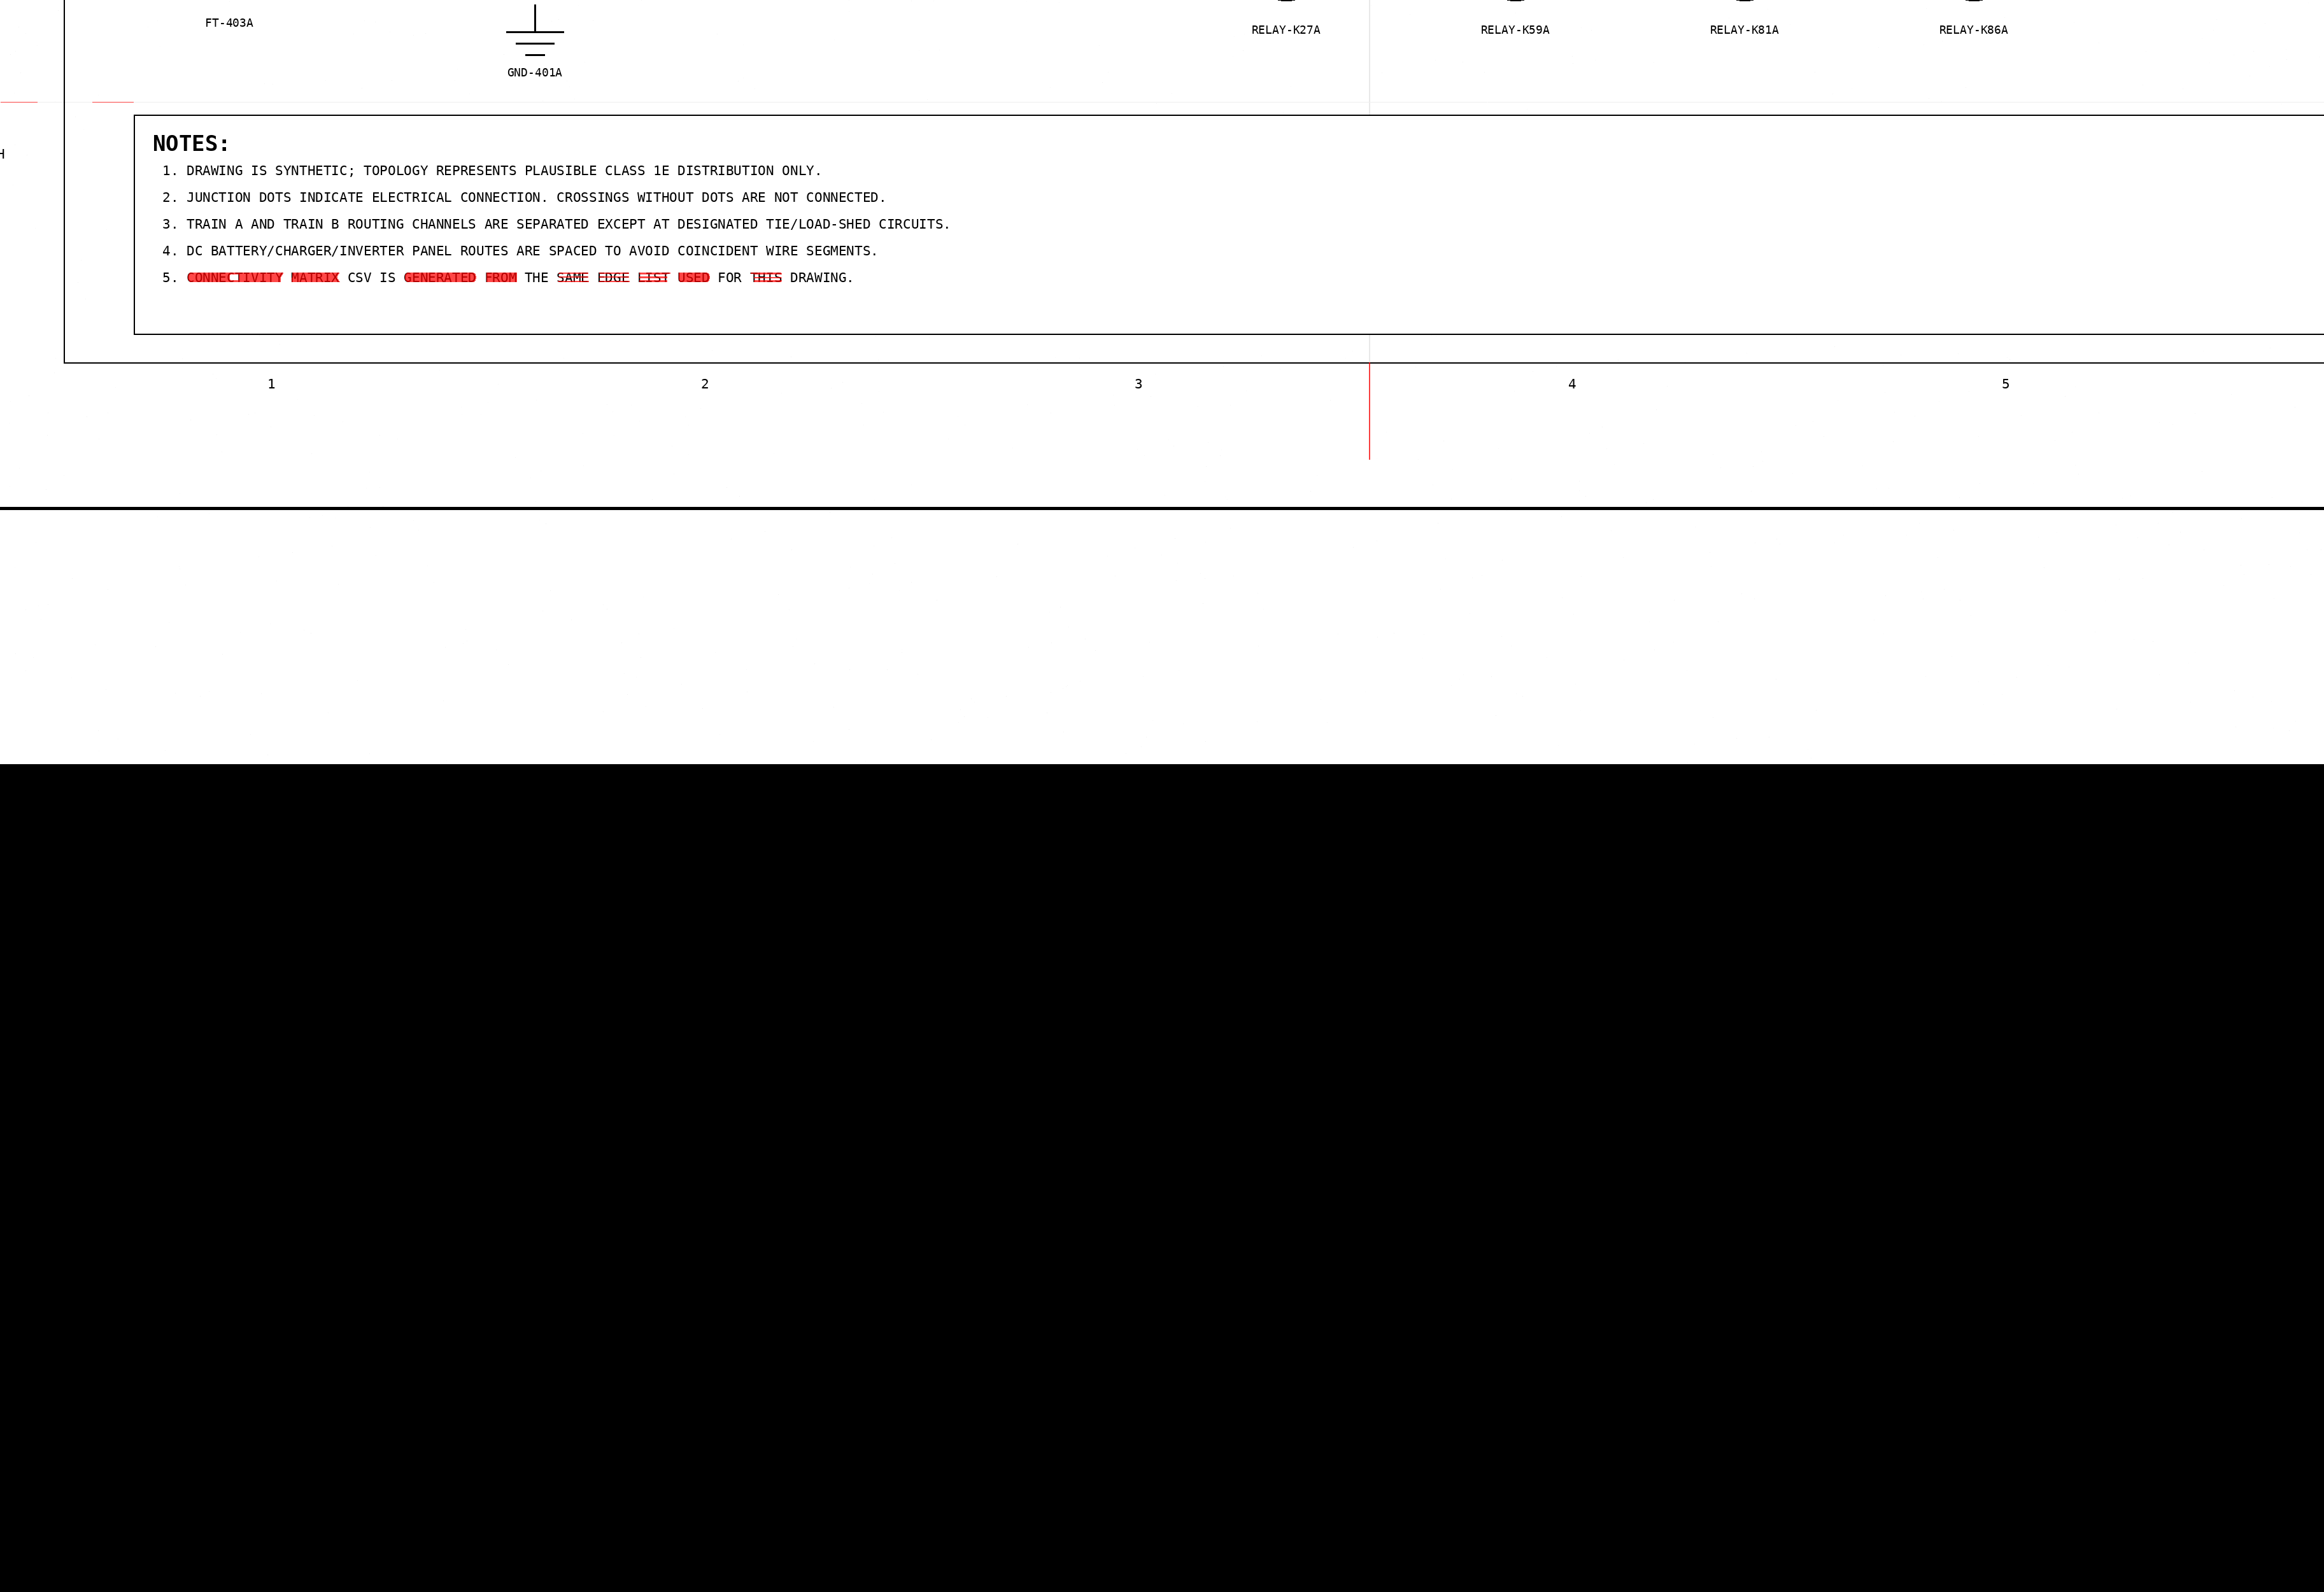 FT-403A
GND-401A
RELAY-K27A
RELAY-K59A
RELAY-K81A
RELAY-K86A
H
NOTES:
1. DRAWING IS SYNTHETIC; TOPOLOGY REPRESENTS PLAUSIBLE CLASS 1E DISTRIBUTION ONLY.
2. JUNCTION DOTS INDICATE ELECTRICAL CONNECTION. CROSSINGS WITHOUT DOTS ARE NOT CONNECTED.
3. TRAIN A AND TRAIN B ROUTING CHANNELS ARE SEPARATED EXCEPT AT DESIGNATED TIE/LOAD-SHED CIRCUITS.
4. DC BATTERY/CHARGER/INVERTER PANEL ROUTES ARE SPACED TO AVOID COINCIDENT WIRE SEGMENTS.
5. CONNECTIVITY MATRIX CSV IS GENERATED FROM THE SAME EDGE LIST USED FOR THIS DRAWING.
1 2 3 4 5